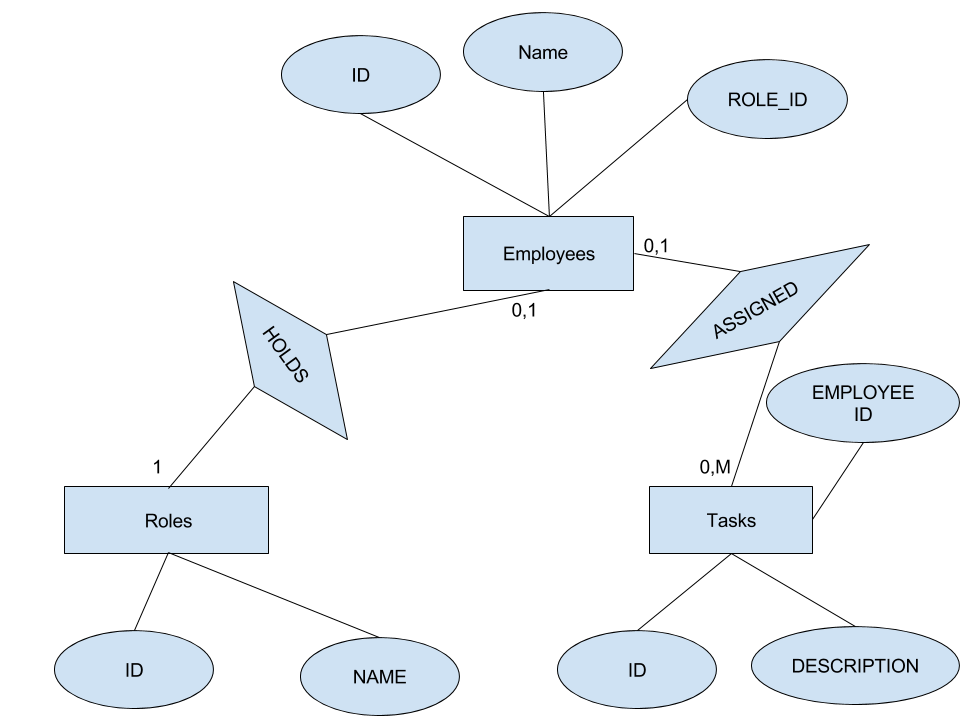 Name
ID
ROLE_ID
Employees
0,1
0,1
ASSIGNED
HOLDS
EMPLOYEE
ID
1
0,M
Roles
Tasks
ID
NAME
ID
DESCRIPTION